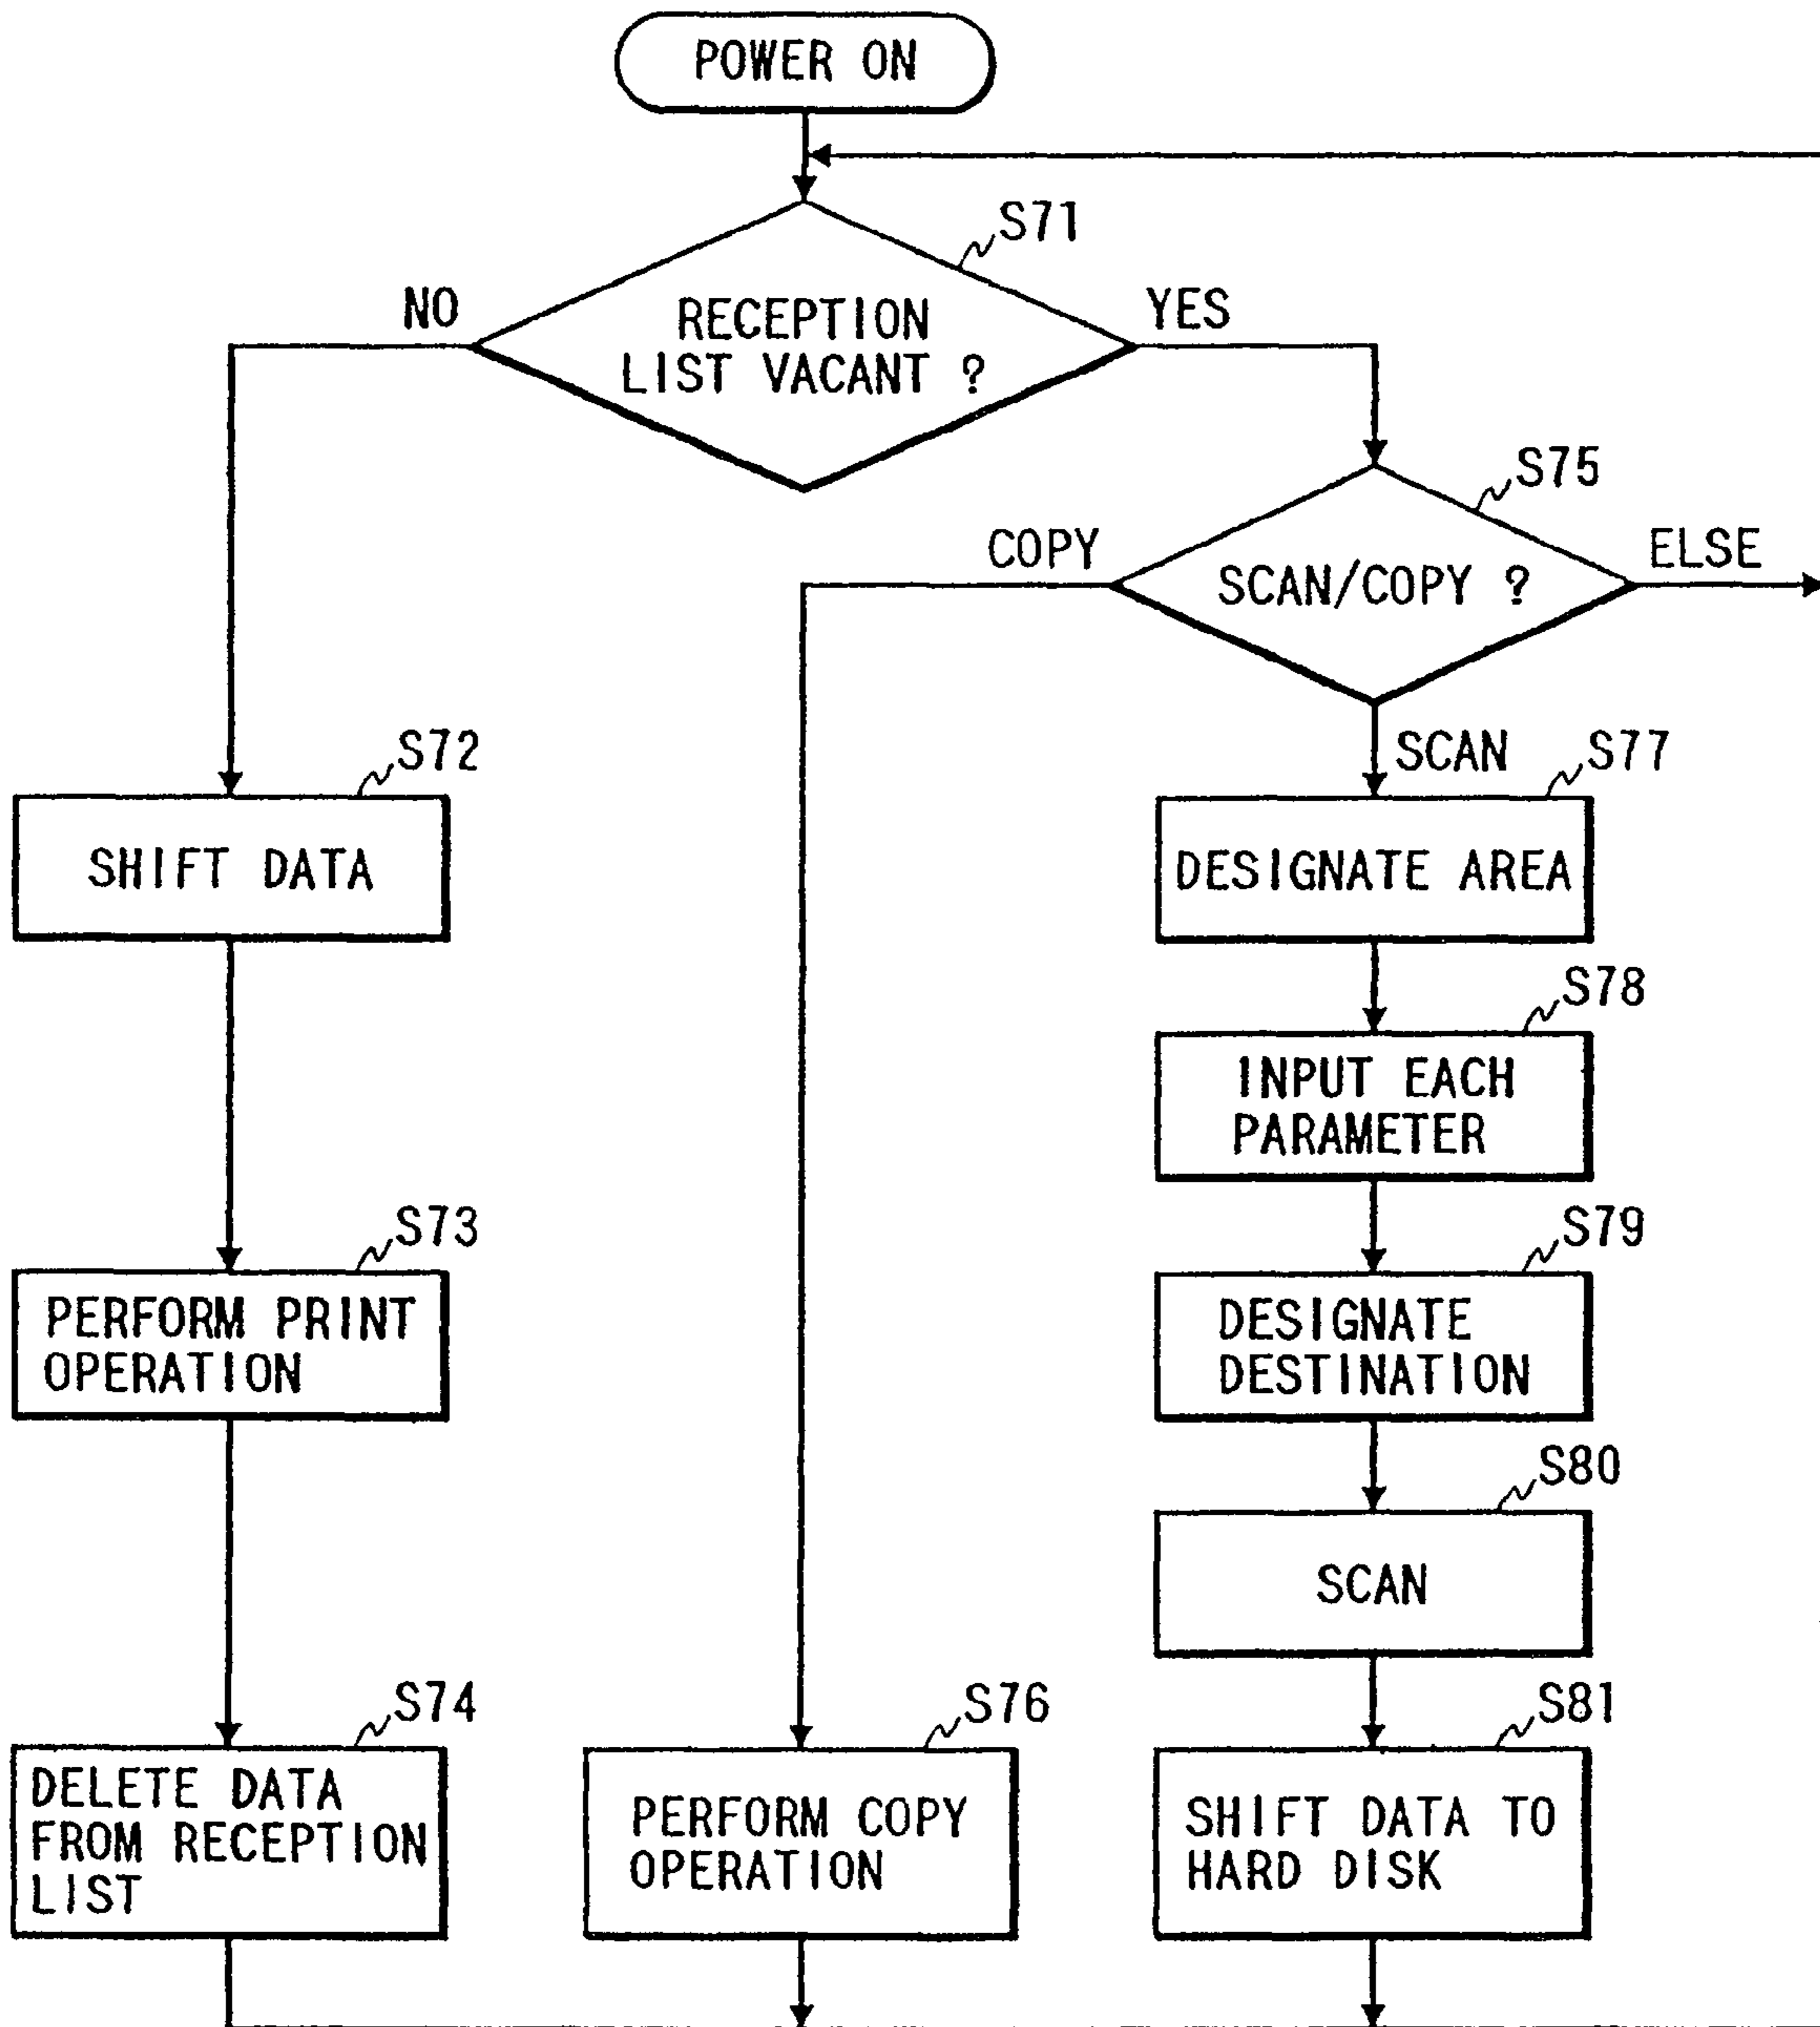 POWER ON
S71
NO
RECEPTION
LIST VACANT ?
YES
S75
COPY
SCAN/COPY ?
ELSE
S72
SCAN
S77
SHIFT DATA
DESIGNATE AREA
S78
INPUT EACH
PARAMETER
S73
S79
PERFORM PRINT
OPERATION
DESIGNATE
DESTINATION
S80
SCAN
S74
S76
S81
DELETE DATA
FROM RECEPTION
LIST
PERFORM COPY
OPERATION
SHIFT DATA TO
HARD DISK